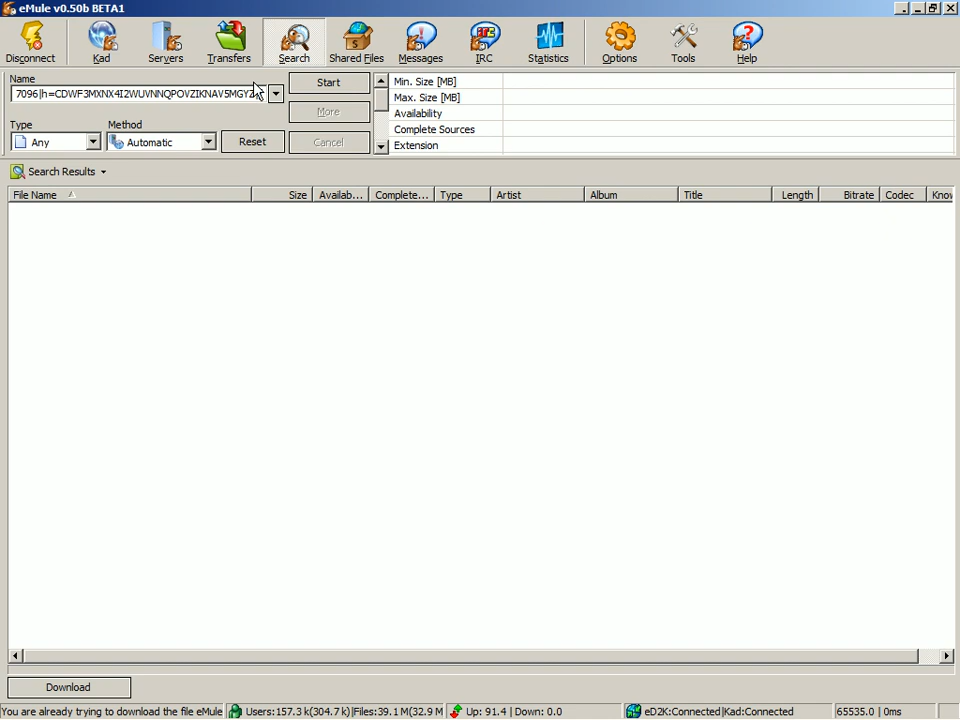 eMule v0.50b BETA1
Disconnect Kad Servers Transfers Search Shared Files Messages IRC Statistics Options Tools Help
Name
7096|h=CDWF3MXNX4I2WUVNNQPOVZIKNAV5MGYZ
Start
More
Type Method
Any Automatic Reset Cancel
Min. Size [MB]
Max. Size [MB]
Availability
Complete Sources
Extension
Search Results
File Name Size Availab... Complete... Type Artist Album Title Length Bitrate Codec Know
Download
You are already trying to download the file eMule Users:157.3 k(304.7 k)|Files:39.1 M(32.9 M Up: 91.4 | Down: 0.0 eD2K:Connected|Kad:Connected 65535.0 | 0ms